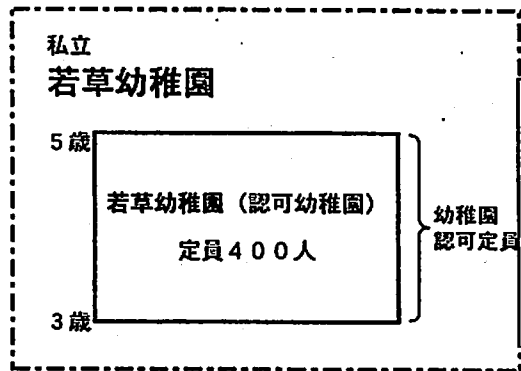 私立
若草幼稚園
5歳
若草幼稚園（認可幼稚園）
定員400人
幼稚園
認可定員
3歳